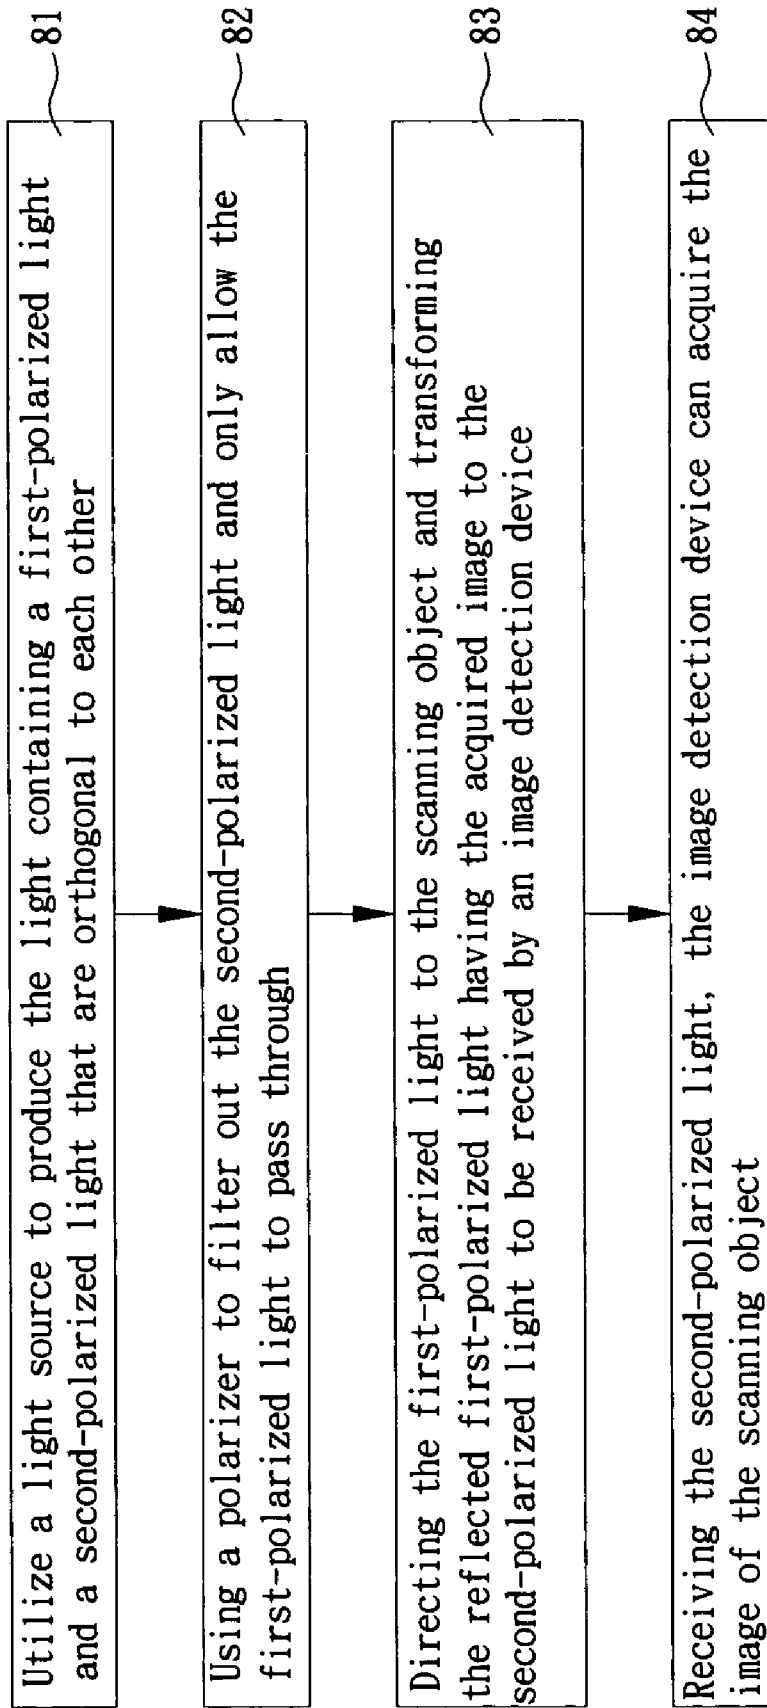 Utilize a light source to produce the light containing a first-polarized light
and a second-polarized light that are orthogonal to each other
81
Using a polarizer to filter out the second-polarized light and only allow the
first-polarized light to pass through
82
Directing the first-polarized light to the scanning object and transforming
the reflected first-polarized light having the acquired image to the
second-polarized light to be received by an image detection device
83
Receiving the second-polarized light, the image detection device can acquire the
image of the scanning object
84